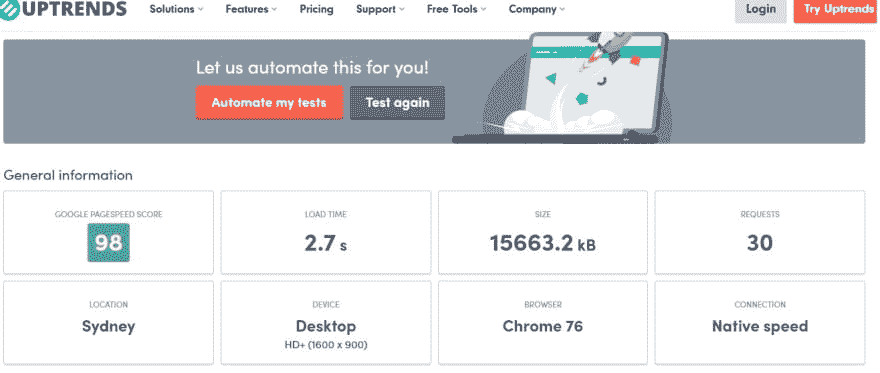 UPTRENDS Solutions Features Pricing Support Free Tools Company Login Try Uptrends
Let us automate this for you!
Automate my tests Test again
General information
GOOGLE PAGESPEED SCORE LOAD TIME SIZE REQUESTS
98 2.7 s 15663.2 kB 30
LOCATION DEVICE BROWSER CONNECTION
Sydney Desktop Chrome 76 Native speed
HD+ (1600 x 900)